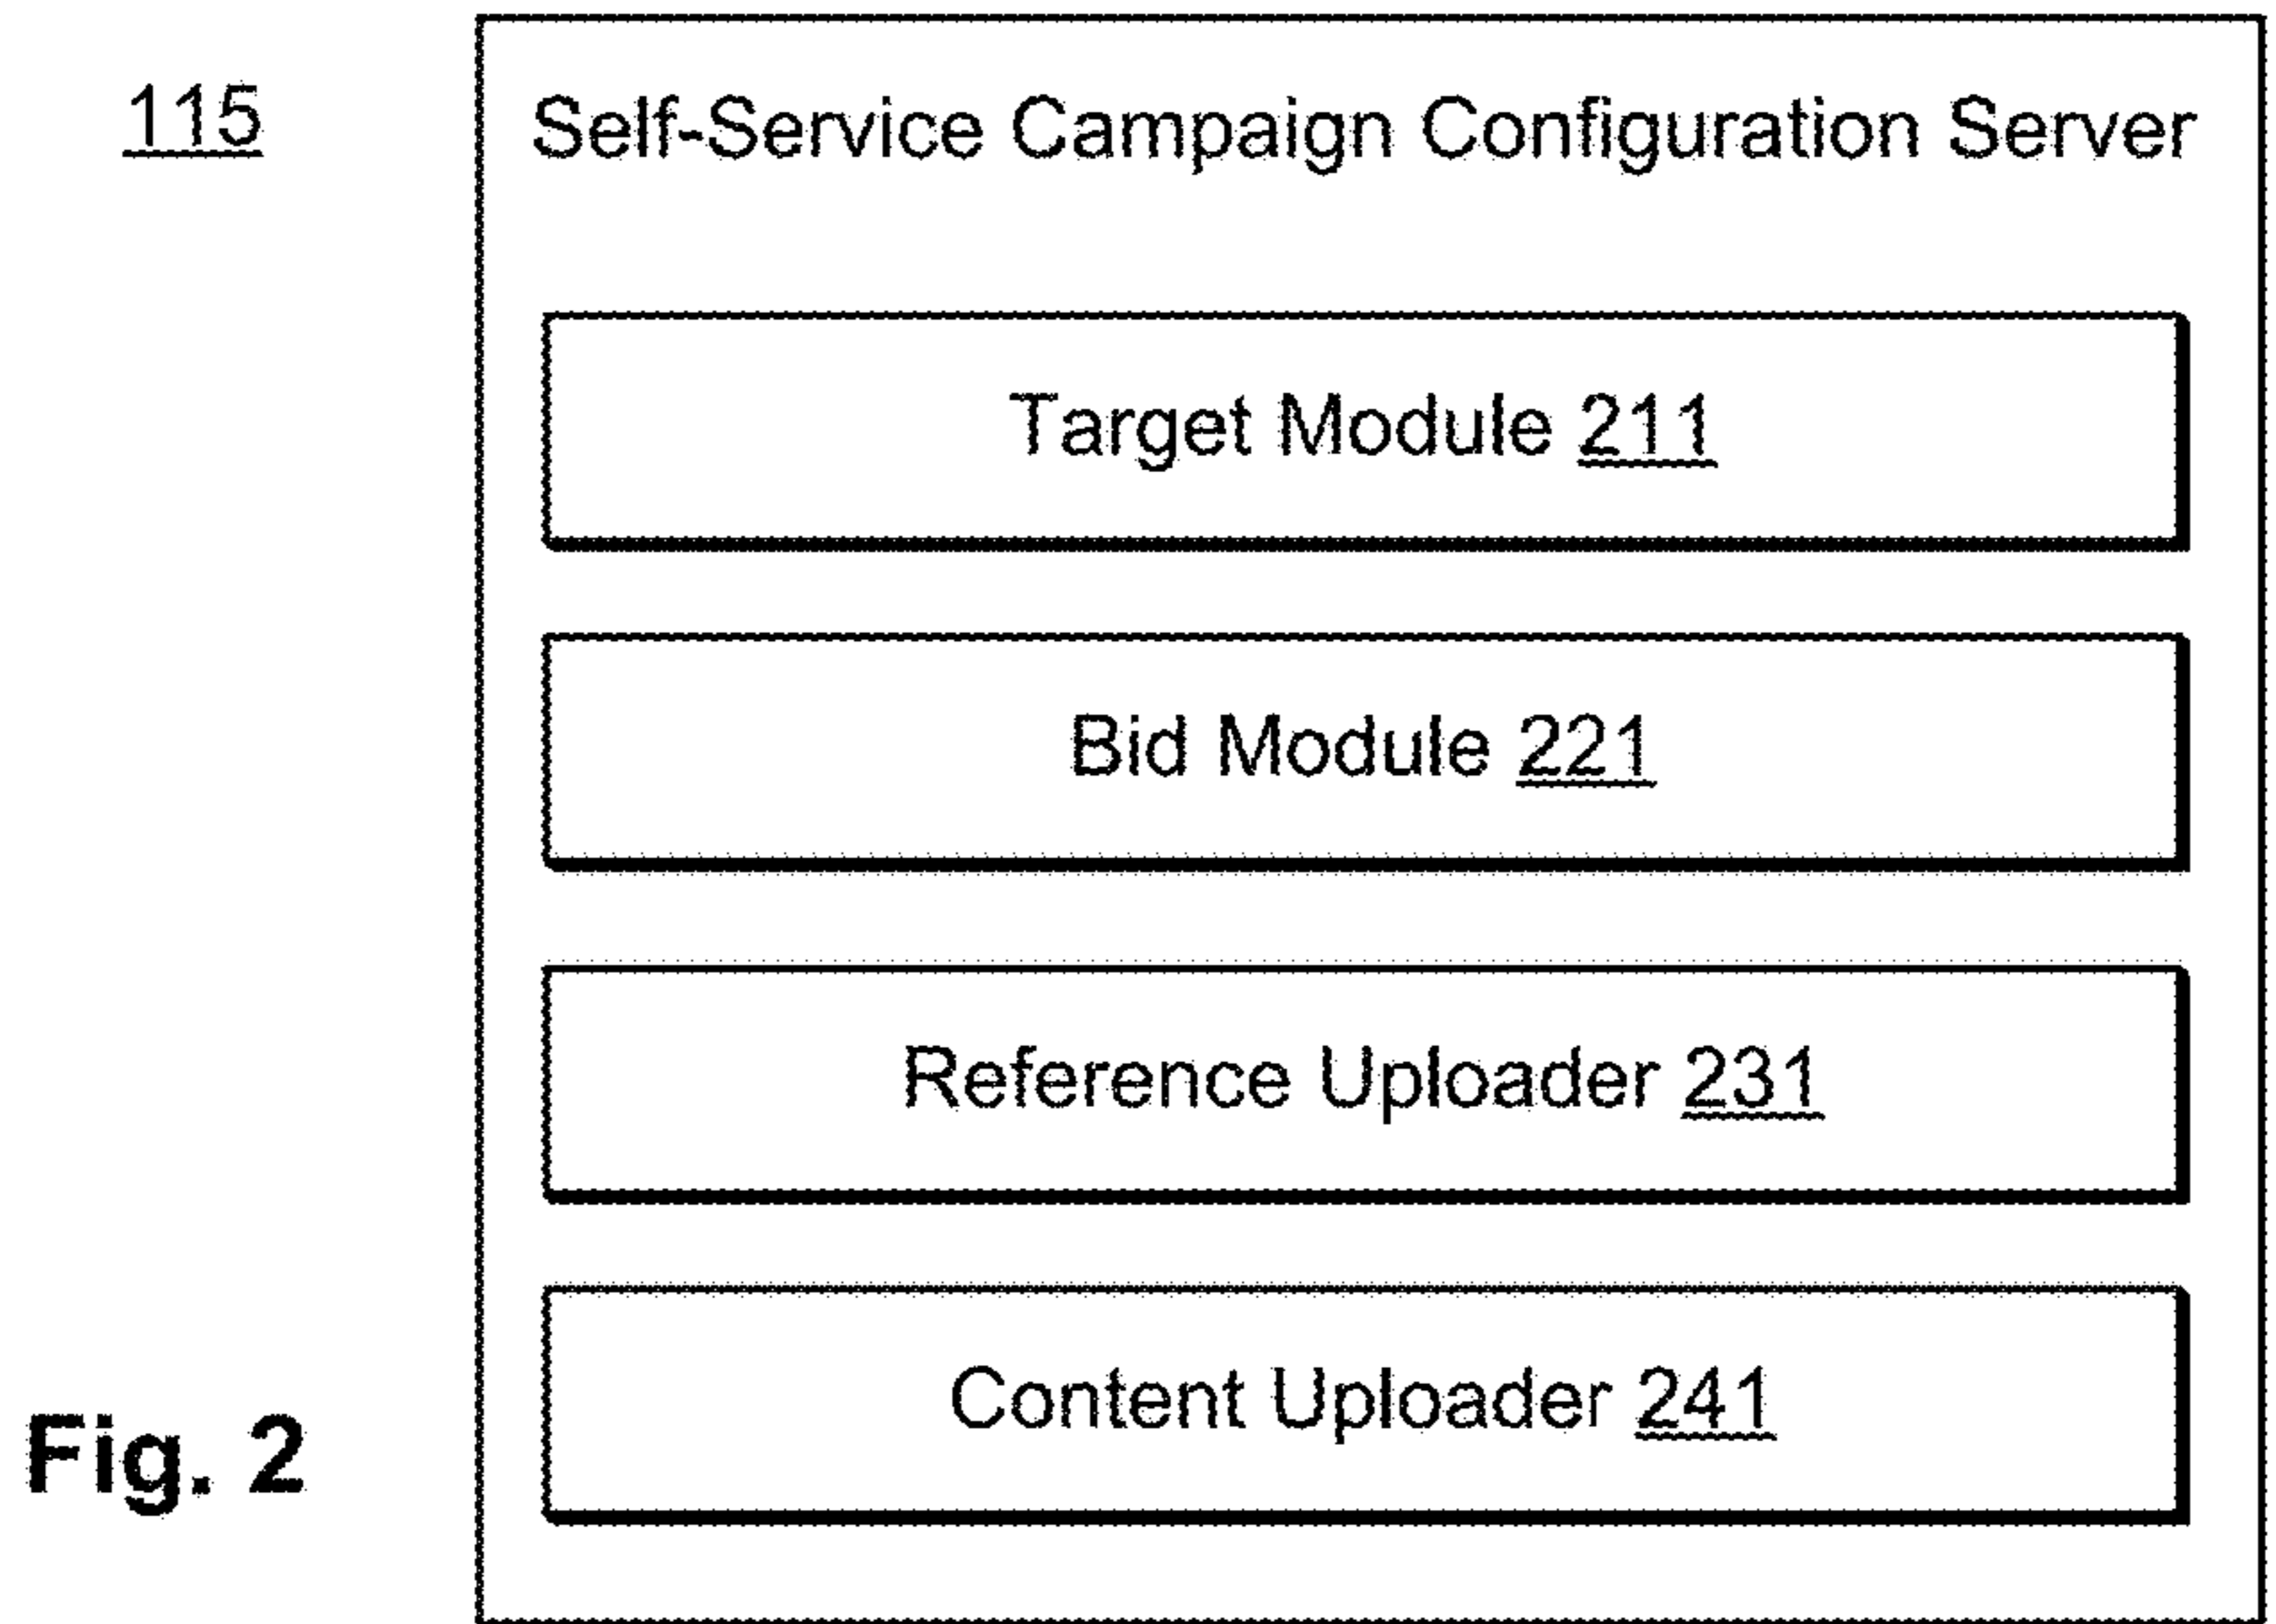 115
Self-Service Campaign Configuration Server
Target Module 211
Bid Module 221
Reference Uploader 231
Content Uploader 241
Fig. 2